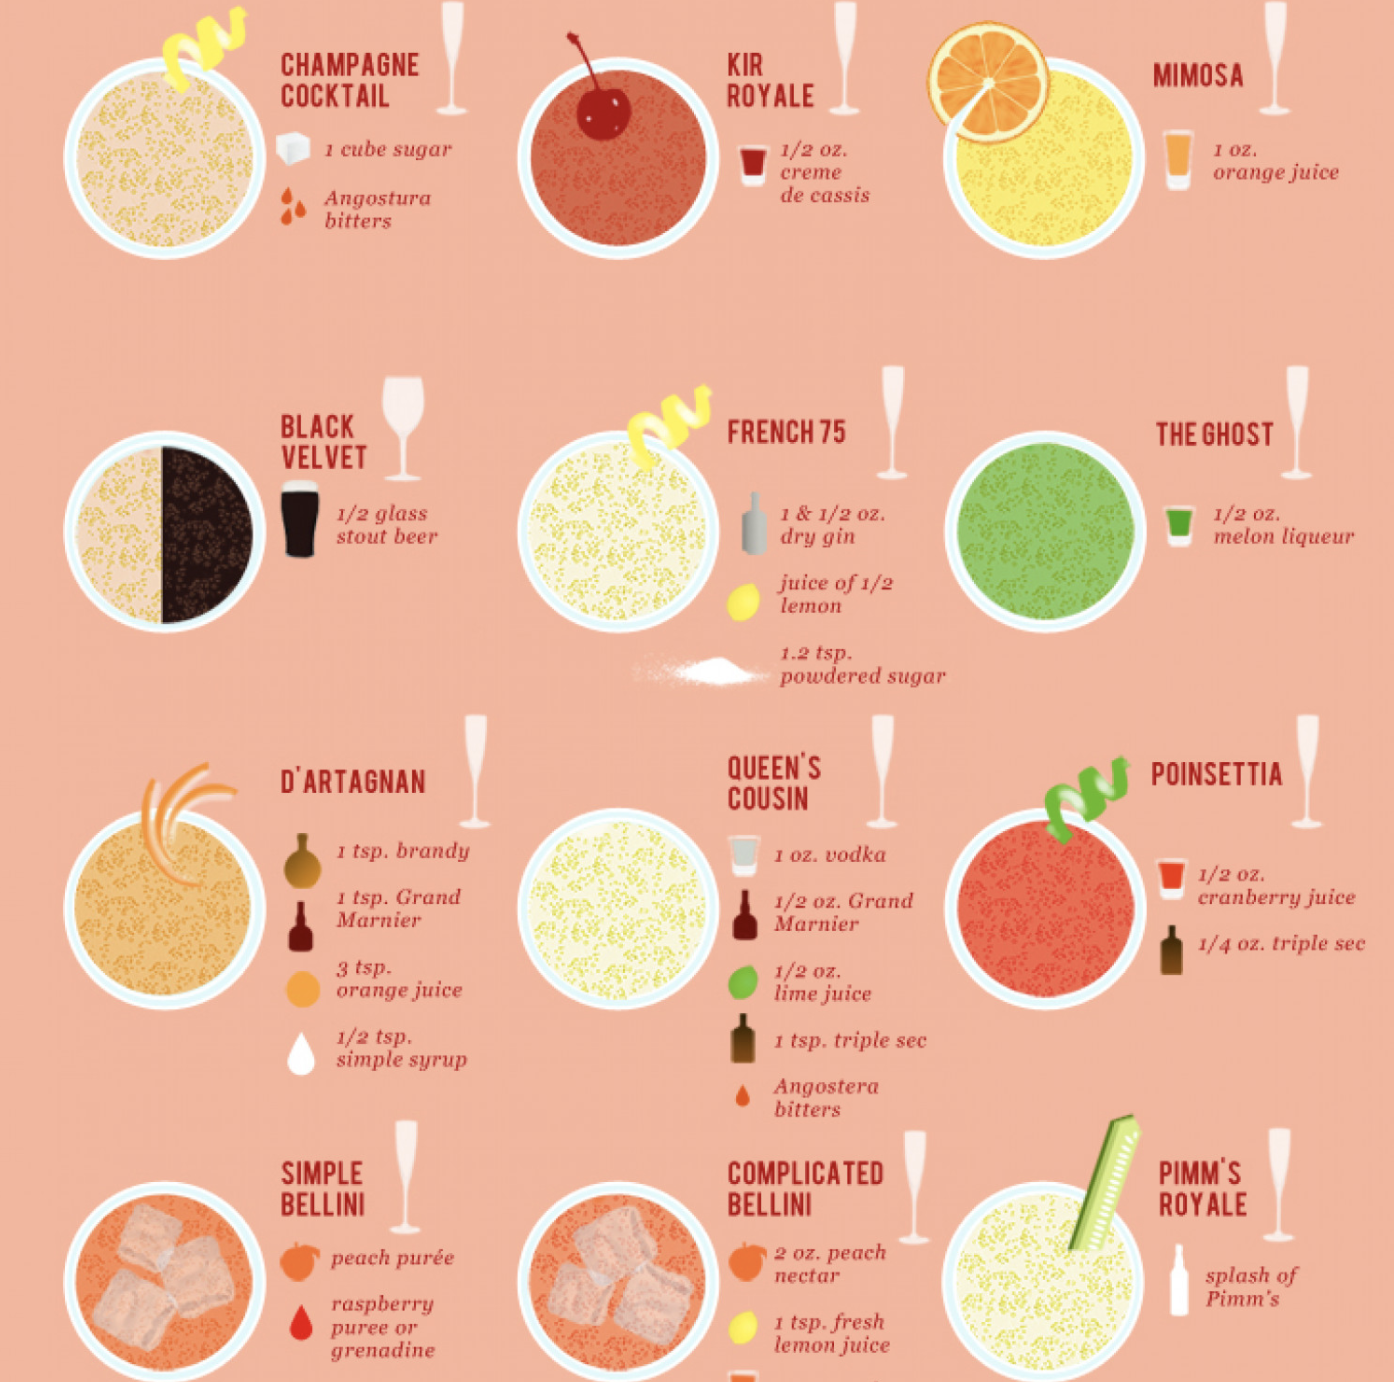 CHAMPAGNE
COCKTAIL
1 cube sugar
Angostura
bitters
KIR
ROYALE
1/2 oz.
creme
de cassis
MIMOSA
1 oz.
orange juice
BLACK
VELVET
1/2 glass
stout beer
FRENCH 75
1 & 1/2 oz.
dry gin
juice of 1/2
lemon
1.2 tsp.
powdered sugar
THE GHOST
1/2 oz.
melon liqueur
D'ARTAGNAN
1 tsp. brandy
1 tsp. Grand
Marnier
3 tsp.
orange juice
1/2 tsp.
simple syrup
QUEEN'S
COUSIN
1 oz. vodka
1/2 oz. Grand
Marnier
1/2 oz.
lime juice
1 tsp. triple sec
Angostera
bitters
POINSETTIA
1/2 oz.
cranberry juice
1/4 oz. triple sec
SIMPLE
BELLINI
peach purée
raspberry
puree or
grenadine
COMPLICATED
BELLINI
2 oz. peach
nectar
1 tsp. fresh
lemon juice
PIMM'S
ROYALE
splash of
Pimm's